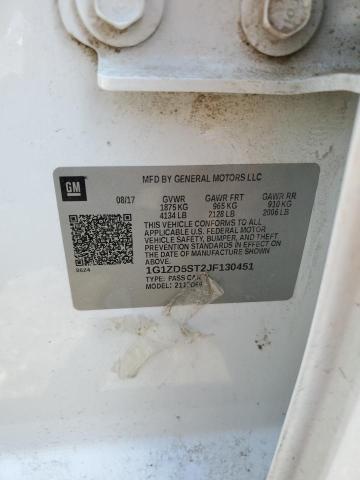 MFD BY GENERAL MOTORS LLC
GM
08/17 GVWR GAWR FRT GAWR RR
1875 KG 965 KG 910 KG
4134 LB 2128 LB 2006 LB
THIS VEHICLE CONFORMS TO ALL
APPLICABLE U.S. FEDERAL MOTOR
VEHICLE SAFETY, BUMPER, AND THEFT
PREVENTION STANDARDS IN EFFECT ON
THE DATE OF MANUFACTURE SHOWN
ABOVE.
1G1ZD5ST2JF130451
TYPE: PASS CAR
MODEL: